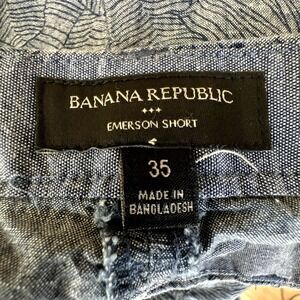 BANANA REPUBLIC
EMERSON SHORT
35
MADE IN
BANGLADESH